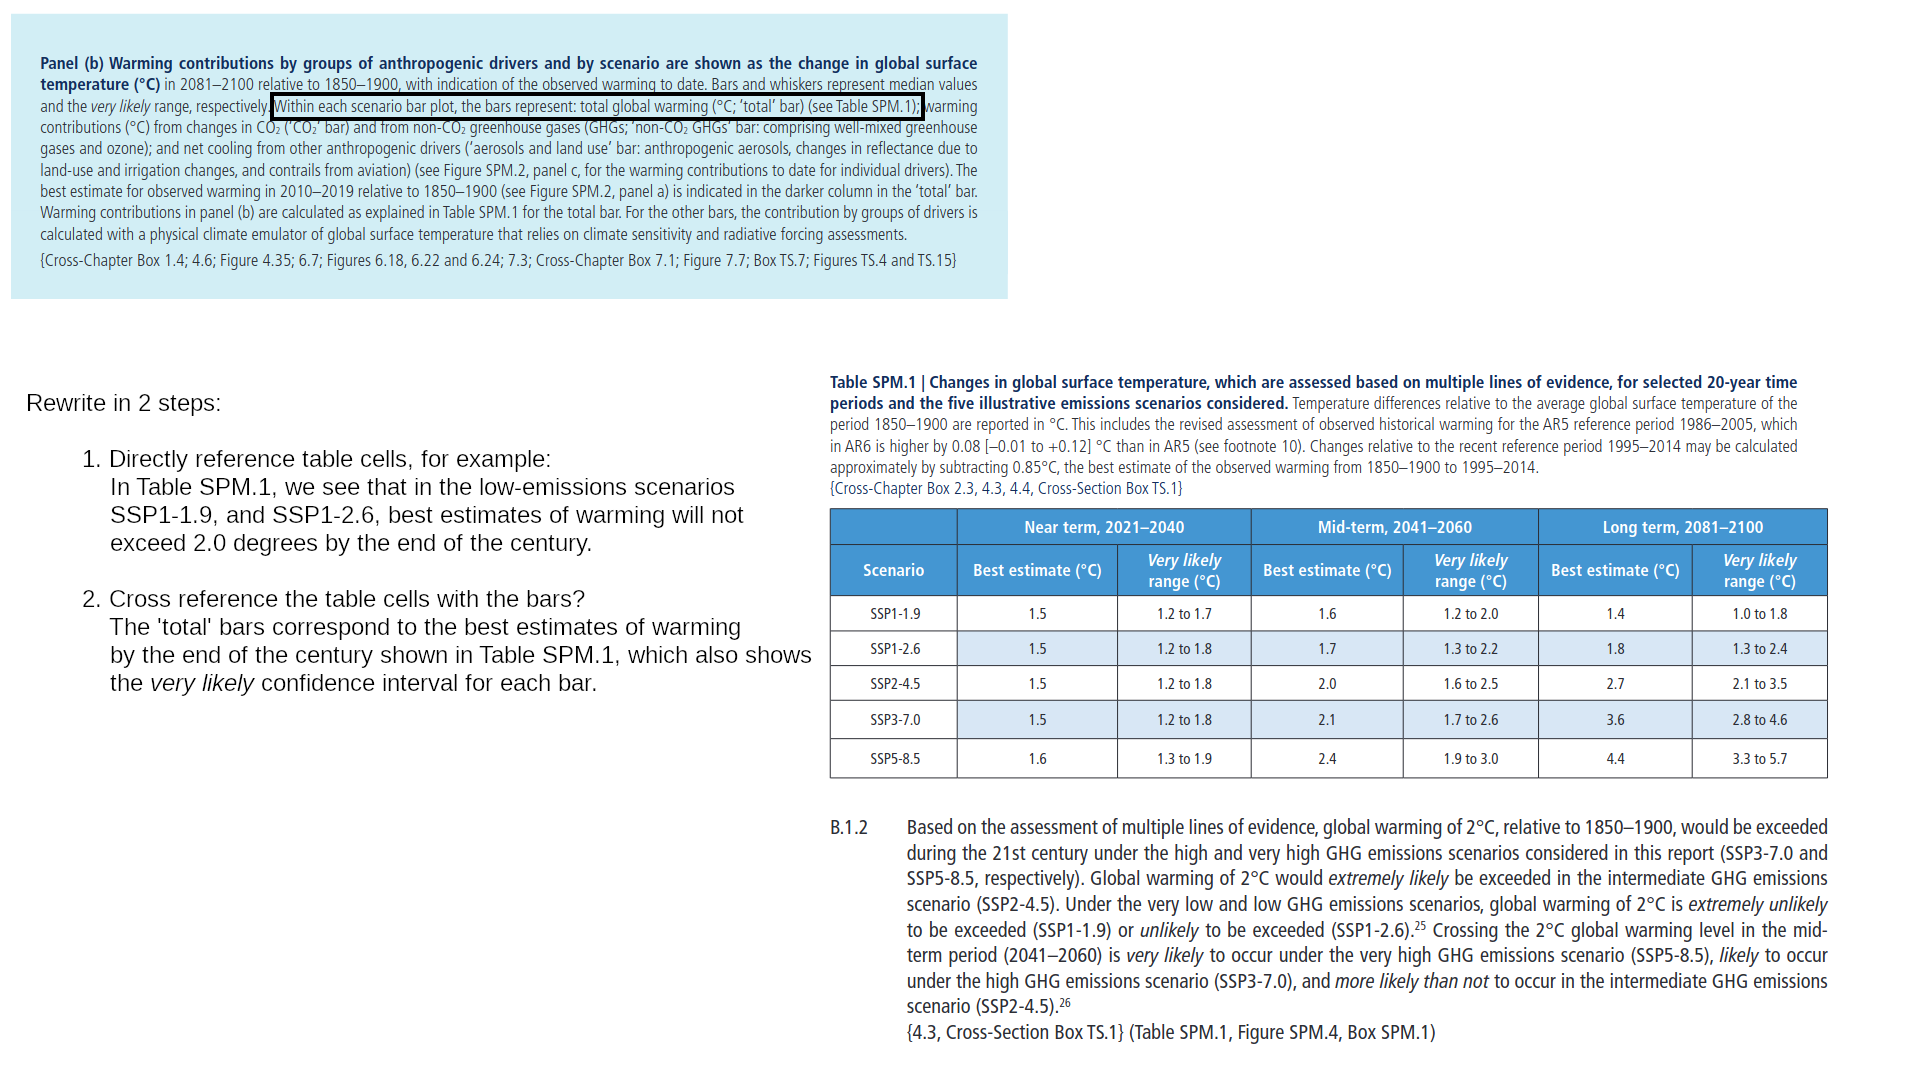 Panel (b) Warming contributions by groups of anthropogenic drivers and by scenario are shown as the change in global surface
temperature (°C) in 2081–2100 relative to 1850–1900, with indication of the observed warming to date. Bars and whiskers represent median values
and the very likely range, respectively. Within each scenario bar plot, the bars represent: total global warming (°C; ‘total’ bar) (see Table SPM.1); warming
contributions (°C) from changes in CO₂ (‘CO₂’ bar) and from non-CO₂ greenhouse gases (GHGs; ‘non-CO₂ GHGs’ bar: comprising well-mixed greenhouse
gases and ozone); and net cooling from other anthropogenic drivers (‘aerosols and land use’ bar: anthropogenic aerosols, changes in reflectance due to
land-use and irrigation changes, and contrails from aviation) (see Figure SPM.2, panel c, for the warming contributions to date for individual drivers). The
best estimate for observed warming in 2010–2019 relative to 1850–1900 (see Figure SPM.2, panel a) is indicated in the darker column in the ‘total’ bar.
Warming contributions in panel (b) are calculated as explained in Table SPM.1 for the total bar. For the other bars, the contribution by groups of drivers is
calculated with a physical climate emulator of global surface temperature that relies on climate sensitivity and radiative forcing assessments.
{Cross-Chapter Box 1.4; 4.6; Figure 4.35; 6.7; Figures 6.18, 6.22 and 6.24; 7.3; Cross-Chapter Box 7.1; Figure 7.7; Box TS.7; Figures TS.4 and TS.15}
Rewrite in 2 steps:
1. Directly reference table cells, for example:
In Table SPM.1, we see that in the low-emissions scenarios
SSP1-1.9, and SSP1-2.6, best estimates of warming will not
exceed 2.0 degrees by the end of the century.
2. Cross reference the table cells with the bars?
The 'total' bars correspond to the best estimates of warming
by the end of the century shown in Table SPM.1, which also shows
the very likely confidence interval for each bar.
Table SPM.1 | Changes in global surface temperature, which are assessed based on multiple lines of evidence, for selected 20-year time
periods and the five illustrative emissions scenarios considered. Temperature differences relative to the average global surface temperature of the
period 1850–1900 are reported in °C. This includes the revised assessment of observed historical warming for the AR5 reference period 1986–2005, which
in AR6 is higher by 0.08 [–0.01 to +0.12] °C than in AR5 (see footnote 10). Changes relative to the recent reference period 1995–2014 may be calculated
approximately by subtracting 0.85°C, the best estimate of the observed warming from 1850–1900 to 1995–2014.
{Cross-Chapter Box 2.3, 4.3, 4.4, Cross-Section Box TS.1}
Near term, 2021–2040 Mid-term, 2041–2060 Long term, 2081–2100
Scenario Best estimate (°C) Very likely range (°C) Best estimate (°C) Very likely range (°C) Best estimate (°C) Very likely range (°C)
SSP1-1.9 1.5 1.2 to 1.7 1.6 1.2 to 2.0 1.4 1.0 to 1.8
SSP1-2.6 1.5 1.2 to 1.8 1.7 1.3 to 2.2 1.8 1.3 to 2.4
SSP2-4.5 1.5 1.2 to 1.8 2.0 1.6 to 2.5 2.7 2.1 to 3.5
SSP3-7.0 1.5 1.2 to 1.8 2.1 1.7 to 2.6 3.6 2.8 to 4.6
SSP5-8.5 1.6 1.3 to 1.9 2.4 1.9 to 3.0 4.4 3.3 to 5.7
B.1.2 Based on the assessment of multiple lines of evidence, global warming of 2°C, relative to 1850–1900, would be exceeded
during the 21st century under the high and very high GHG emissions scenarios considered in this report (SSP3-7.0 and
SSP5-8.5, respectively). Global warming of 2°C would extremely likely be exceeded in the intermediate GHG emissions
scenario (SSP2-4.5). Under the very low and low GHG emissions scenarios, global warming of 2°C is extremely unlikely
to be exceeded (SSP1-1.9) or unlikely to be exceeded (SSP1-2.6).²⁵ Crossing the 2°C global warming level in the mid-
term period (2041–2060) is very likely to occur under the very high GHG emissions scenario (SSP5-8.5), likely to occur
under the high GHG emissions scenario (SSP3-7.0), and more likely than not to occur in the intermediate GHG emissions
scenario (SSP2-4.5).²⁶
{4.3, Cross-Section Box TS.1} (Table SPM.1, Figure SPM.4, Box SPM.1)